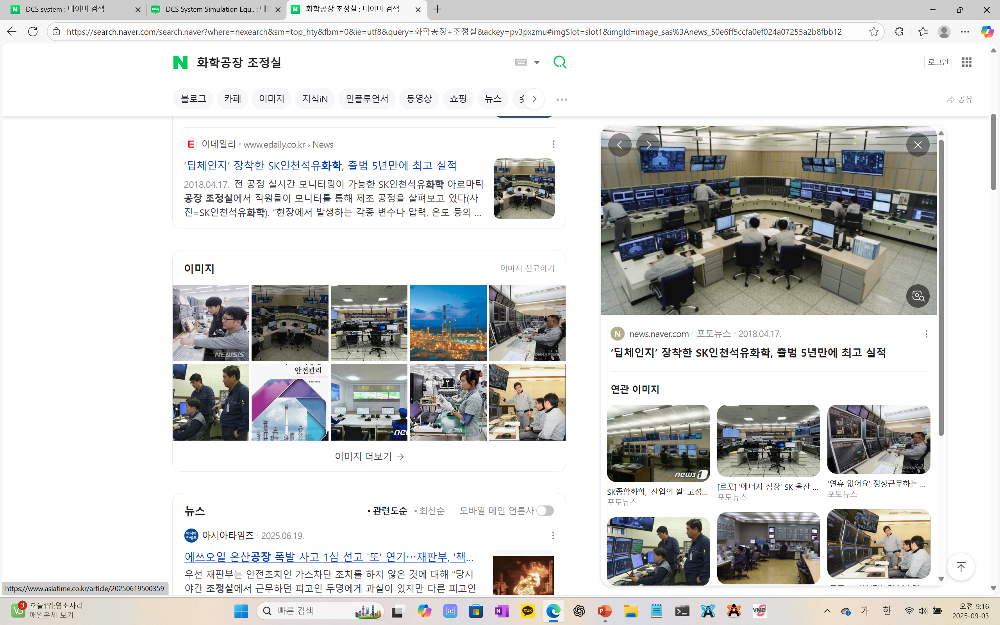 DCS system : 네이버 검색
DCS System Simulation Equ.. : 네이
화학공장 조정실 : 네이버 검색
https://search.naver.com/search.naver?where=nexearch&sm=top_hty&fbm=0&ie=utf8&query=화학공장+조정실&ackey=pv3pxzmu#imgSlot=slot1&imgId=image_sas%3Anews_50e6ff5ccfa0ef024a07255a2b8fbb12
화학공장 조정실
로그인
블로그
카페
이미지
지식iN
인플루언서
동영상
쇼핑
뉴스
공유
이데일리 · www.edaily.co.kr › News
‘딥체인지’ 장착한 SK인천석유화학, 출범 5년만에 최고 실적
2018.04.17. 전 공정 실시간 모니터링이 가능한 SK인천석유화학 아로마틱
공장 조정실에서 직원들이 모니터를 통해 제조 공정을 살펴보고 있다(사
진=SK인천석유화학). “현장에서 발생하는 각종 변수나 압력, 온도 등의 ...
이미지
이미지 신고하기
NEWSIS
YONHAPNEWS
안전관리
이미지 더보기
뉴스
• 관련도순 • 최신순
모바일 메인 언론사
아시아타임즈
아시아타임즈 · 2025.06.19.
에쓰오일 온산공장 폭발 사고 1심 선고 '또' 연기…재판부, '책...
우선 재판부는 안전조치인 가스차단 조치를 하지 않은 것에 대해 "당시
야간 조정실에서 근무하던 피고인 두명에게 과실이 있지만 다른 피고인
https://www.asiatime.co.kr/article/20250619500359
news.naver.com · 포토뉴스 · 2018.04.17.
‘딥체인지’ 장착한 SK인천석유화학, 출범 5년만에 최고 실적
연관 이미지
news1
YONHAPNEWS
SK종합화학, '산업의 쌀' 고성...
포토뉴스
[르포] '에너지 심장' SK 울산 ...
포토뉴스
'연휴 없어요' 정상근무하는 ...
포토뉴스
3
오늘1위:염소자리
매일운세 보기
빠른 검색
TALK
VMD
가
한
오전 9:16
2025-09-03